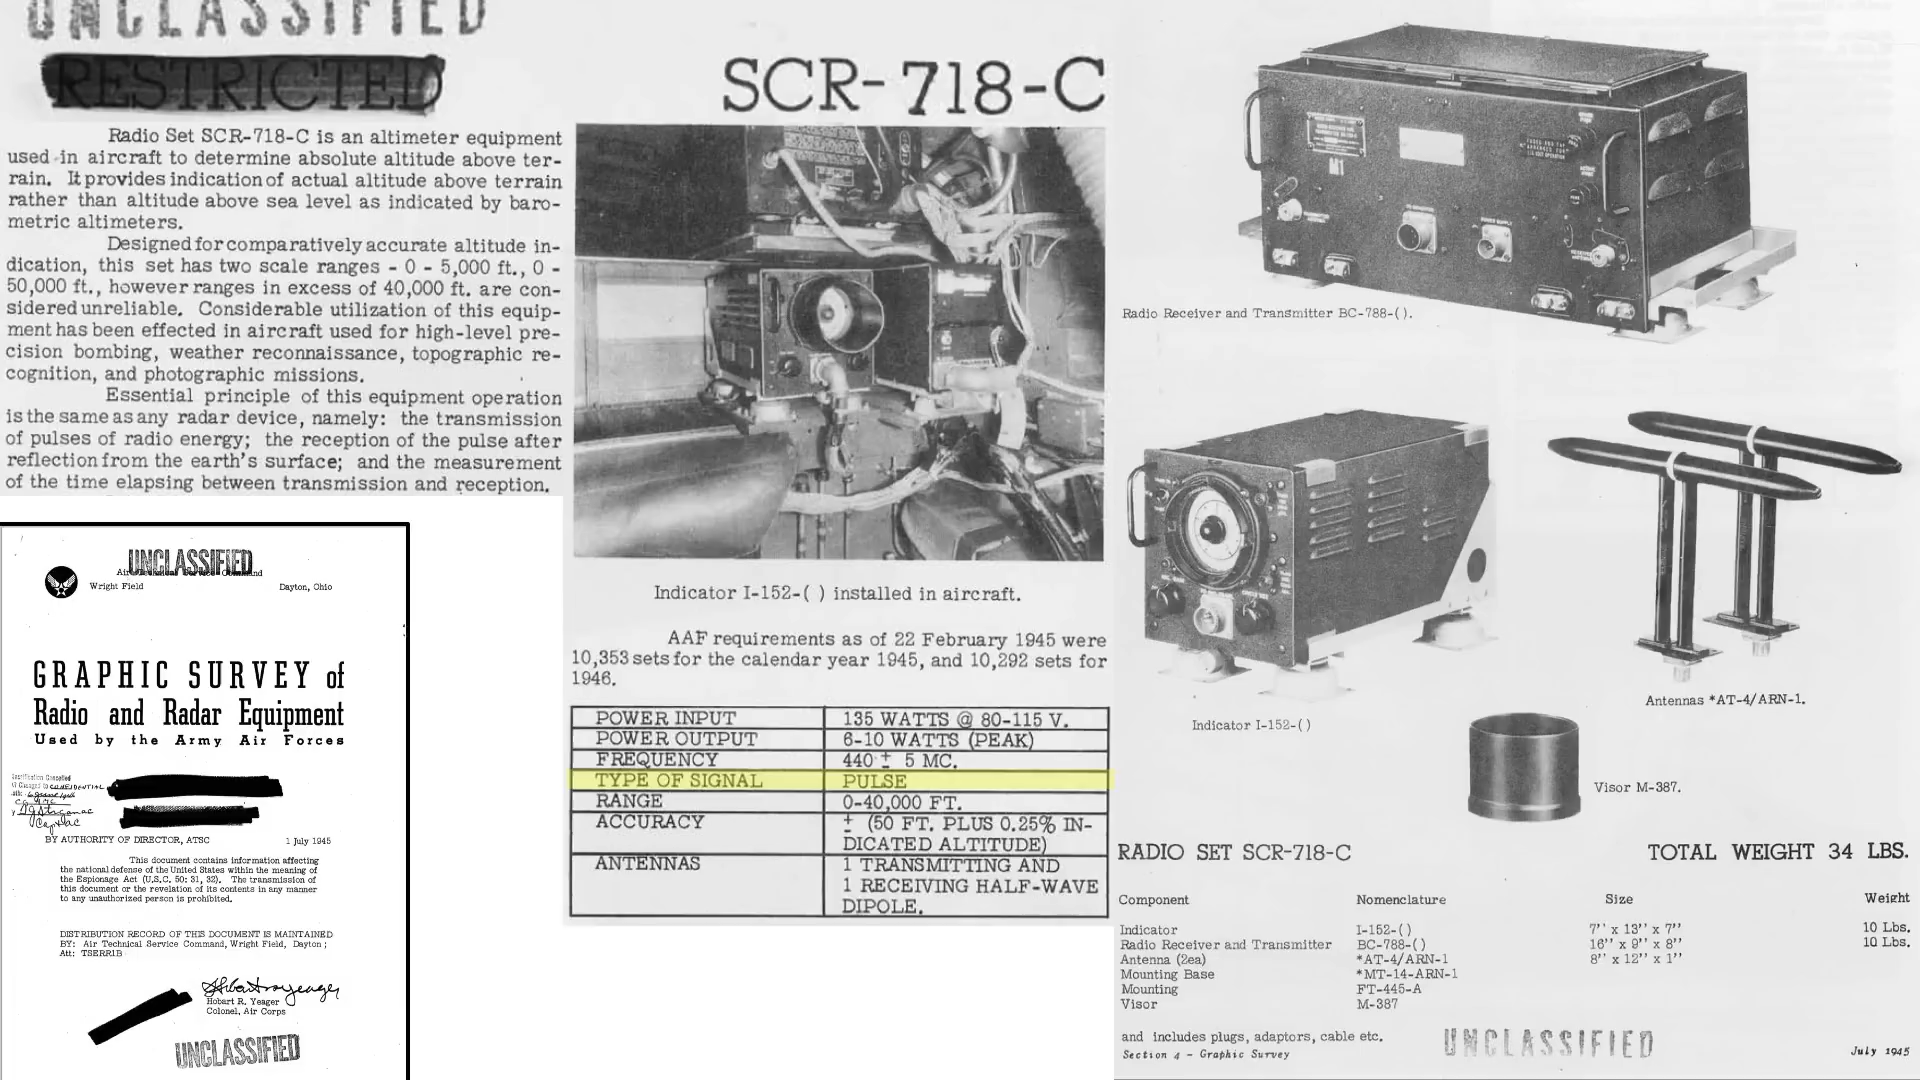 UNCLASSIFIED
RESTRICTED
Radio Set SCR-718-C is an altimeter equipment
used in aircraft to determine absolute altitude above ter-
rain. It provides indication of actual altitude above terrain
rather than altitude above sea level as indicated by baro-
metric altimeters.
Designed for comparatively accurate altitude in-
dication, this set has two scale ranges - 0 - 5,000 ft., 0 -
50,000 ft., however ranges in excess of 40,000 ft. are con-
sidered unreliable. Considerable utilization of this equip-
ment has been effected in aircraft used for high-level pre-
cision bombing, weather reconnaissance, topographic re-
cognition, and photographic missions.
Essential principle of this equipment operation
is the same as any radar device, namely: the transmission
of pulses of radio energy; the reception of the pulse after
reflection from the earth's surface; and the measurement
of the time elapsing between transmission and reception.
UNCLASSIFIED
Air Technical Service Command
Wright Field Dayton, Ohio
GRAPHIC SURVEY of
Radio and Radar Equipment
Used by the Army Air Forces
Classification Cancelled
CONFIDENTIAL
BY AUTHORITY OF DIRECTOR, ATSC 1 July 1945
This document contains information affecting
the national defense of the United States within the meaning of
the Espionage Act (U.S.C. 50: 31, 32). The transmission of
this document or the revelation of its contents in any manner
to any unauthorized person is prohibited.
DISTRIBUTION RECORD OF THIS DOCUMENT IS MAINTAINED
BY: Air Technical Service Command, Wright Field, Dayton;
Att: TSERR1B
Hobart R. Yeager
Hobart R. Yeager
Colonel, Air Corps
UNCLASSIFIED
SCR-718-C
Indicator I-152-( ) installed in aircraft.
AAF requirements as of 22 February 1945 were
10,353 sets for the calendar year 1945, and 10,292 sets for
1946.
POWER INPUT 135 WATTS @ 80-115 V.
POWER OUTPUT 6-10 WATTS (PEAK)
FREQUENCY 440 ± 5 MC.
TYPE OF SIGNAL PULSE
RANGE 0-40,000 FT.
ACCURACY ± (50 FT. PLUS 0.25% IN-
DICATED ALTITUDE)
ANTENNAS 1 TRANSMITTING AND
1 RECEIVING HALF-WAVE
DIPOLE.
Radio Receiver and Transmitter BC-788-( ).
Indicator I-152-( )
Antennas *AT-4/ARN-1.
Visor M-387.
RADIO SET SCR-718-C TOTAL WEIGHT 34 LBS.
Component Nomenclature Size Weight
Indicator I-152-( ) 7" x 13" x 7" 10 Lbs.
Radio Receiver and Transmitter BC-788-( ) 16" x 9" x 8" 10 Lbs.
Antenna (2ea) *AT-4/ARN-1 8" x 12" x 1"
Mounting Base *MT-14-ARN-1
Mounting FT-445-A
Visor M-387
and includes plugs, adaptors, cable etc.
Section 4 - Graphic Survey UNCLASSIFIED July 1945